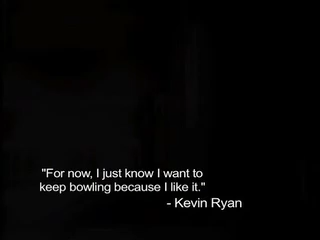 "For now, I just know I want to
keep bowling because I like it."
- Kevin Ryan